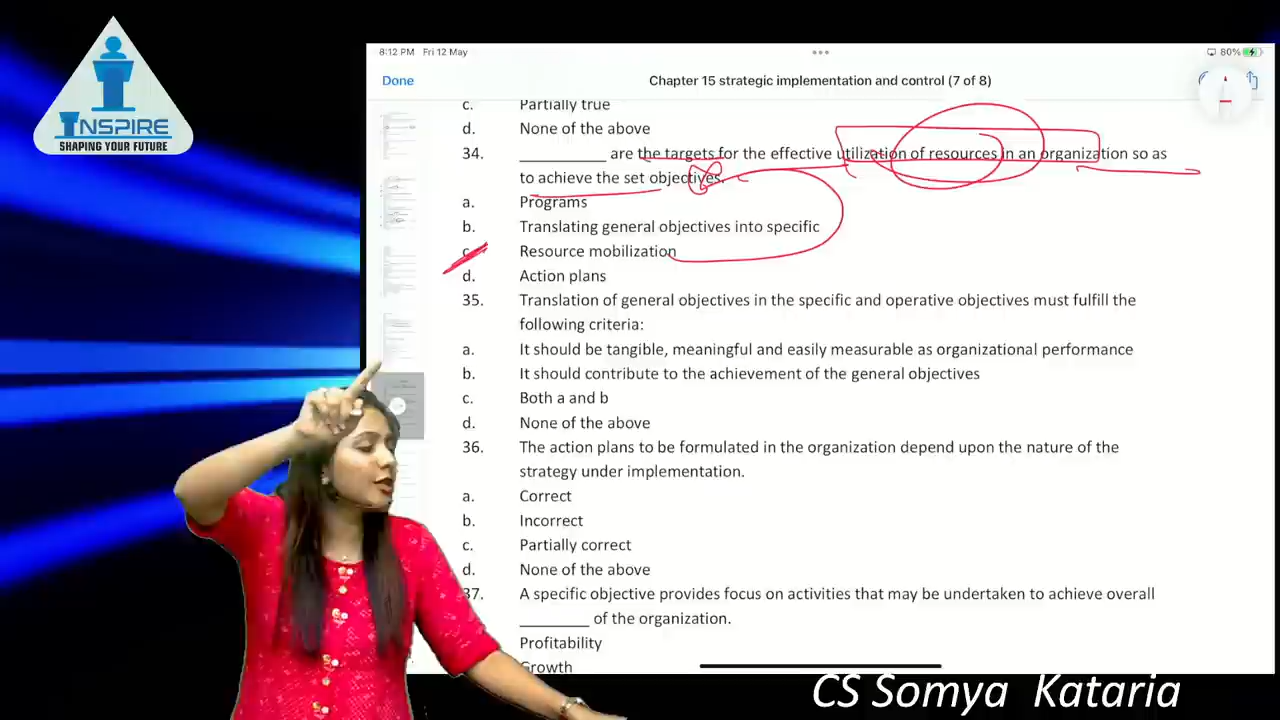 INSPIRE
SHAPING YOUR FUTURE
8:12 PM Fri 12 May
80%
Done
Chapter 15 strategic implementation and control (7 of 8)
c. Partially true
d. None of the above
34. __________ are the targets for the effective utilization of resources in an organization so as
to achieve the set objectives.
a. Programs
b. Translating general objectives into specific
c. Resource mobilization
d. Action plans
35. Translation of general objectives in the specific and operative objectives must fulfill the
following criteria:
a. It should be tangible, meaningful and easily measurable as organizational performance
b. It should contribute to the achievement of the general objectives
c. Both a and b
d. None of the above
36. The action plans to be formulated in the organization depend upon the nature of the
strategy under implementation.
a. Correct
b. Incorrect
c. Partially correct
d. None of the above
37. A specific objective provides focus on activities that may be undertaken to achieve overall
________ of the organization.
Profitability
Growth
CS Somya Kataria